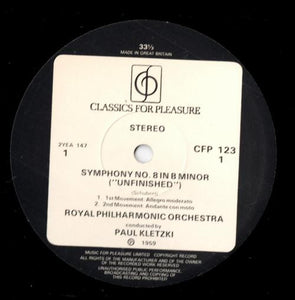 33⅓
MADE IN GREAT BRITAIN
CLASSICS FOR PLEASURE
STEREO
2YEA 147
1
CFP 123
1
SYMPHONY NO. 8 IN B MINOR
("UNFINISHED")
(Schubert)
1 1st Movement: Allegro moderato
2 2nd Movement: Andante con moto
ROYAL PHILHARMONIC ORCHESTRA
conducted by
PAUL KLETZKI
℗ 1959
MUSIC FOR PLEASURE LIMITED. COPYRIGHT
ALL RIGHTS OF THE MANUFACTURER AND OF THE OWNER
OF THE RECORDED WORK RESERVED
UNAUTHORISED PUBLIC PERFORMANCE,
BROADCASTING AND COPYING OF
THIS RECORD PROHIBITED